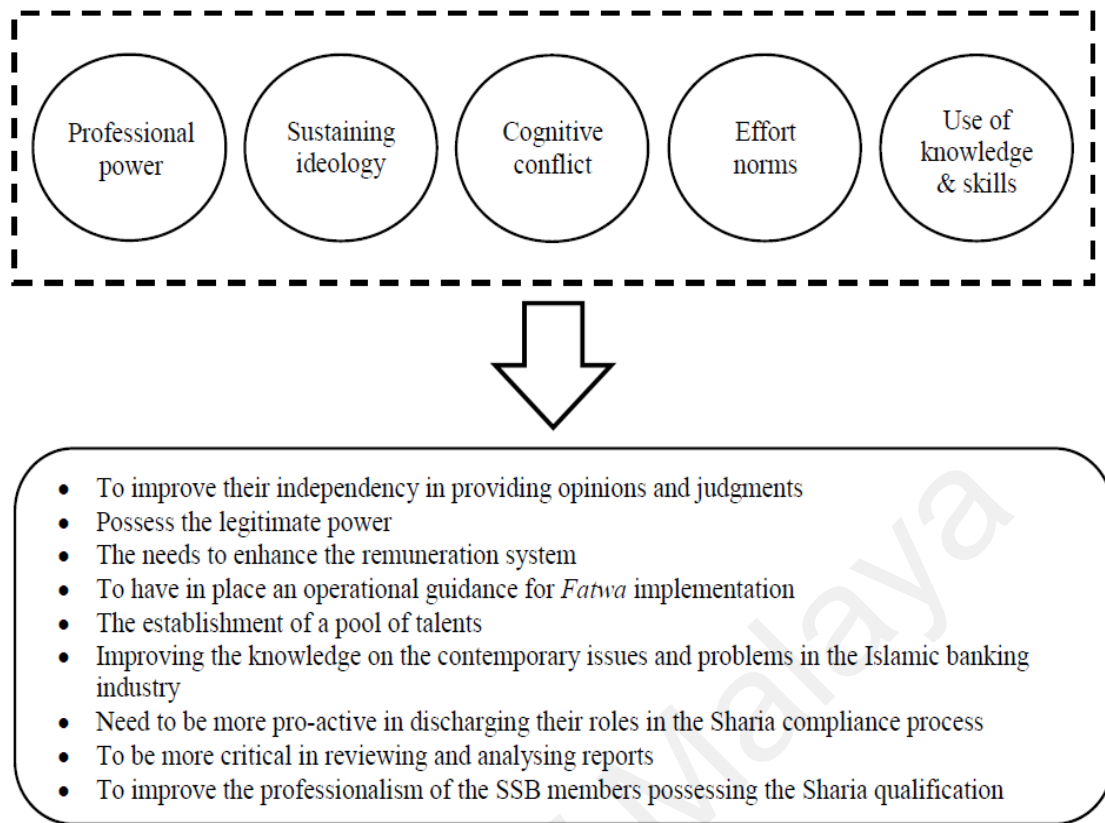 Professional
power
Sustaining
ideology
Cognitive
conflict
Effort
norms
Use of
knowledge
& skills
• To improve their independency in providing opinions and judgments
• Possess the legitimate power
• The needs to enhance the remuneration system
• To have in place an operational guidance for Fatwa implementation
• The establishment of a pool of talents
• Improving the knowledge on the contemporary issues and problems in the Islamic banking
industry
• Need to be more pro-active in discharging their roles in the Sharia compliance process
• To be more critical in reviewing and analysing reports
• To improve the professionalism of the SSB members possessing the Sharia qualification
Malaya